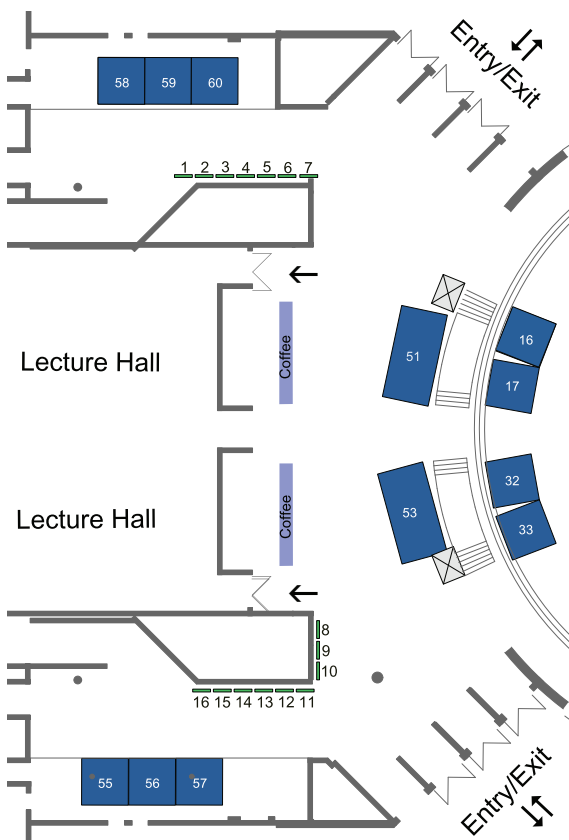 Entry/Exit
58 59 60
1 2 3 4 5 6 7
16
Coffee
51
Lecture Hall
17
32
Coffee
53
Lecture Hall
33
8
9
10
16 15 14 13 12 11
55 56 57
Entry/Exit